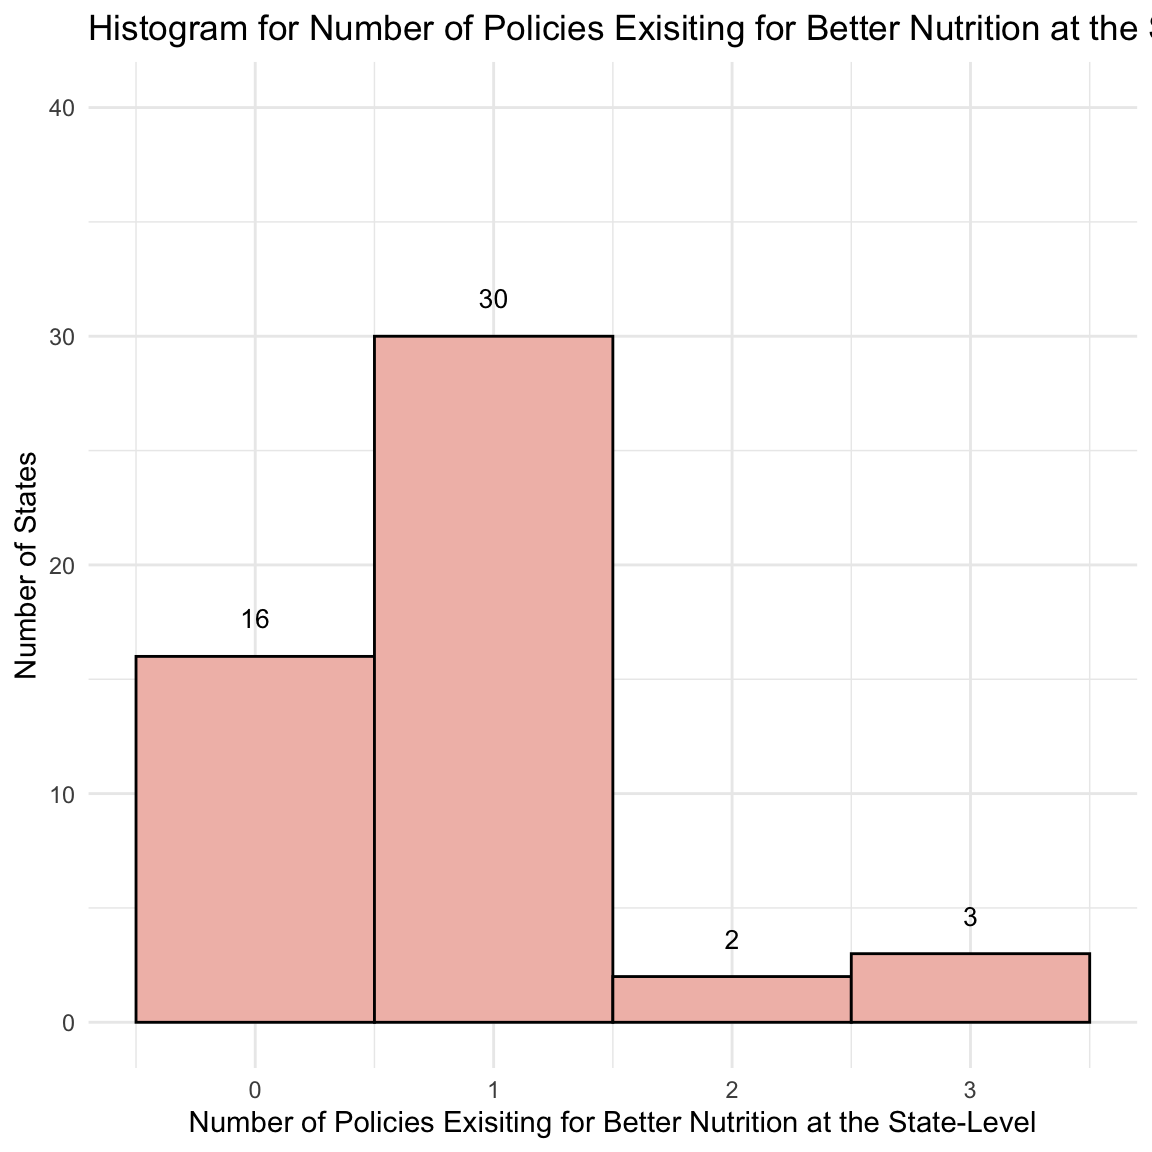 Histogram for Number of Policies Exisiting for Better Nutrition at the
40
30
20
10
0
Number of States
16
30
2
3
0 1 2 3
Number of Policies Exisiting for Better Nutrition at the State-Level